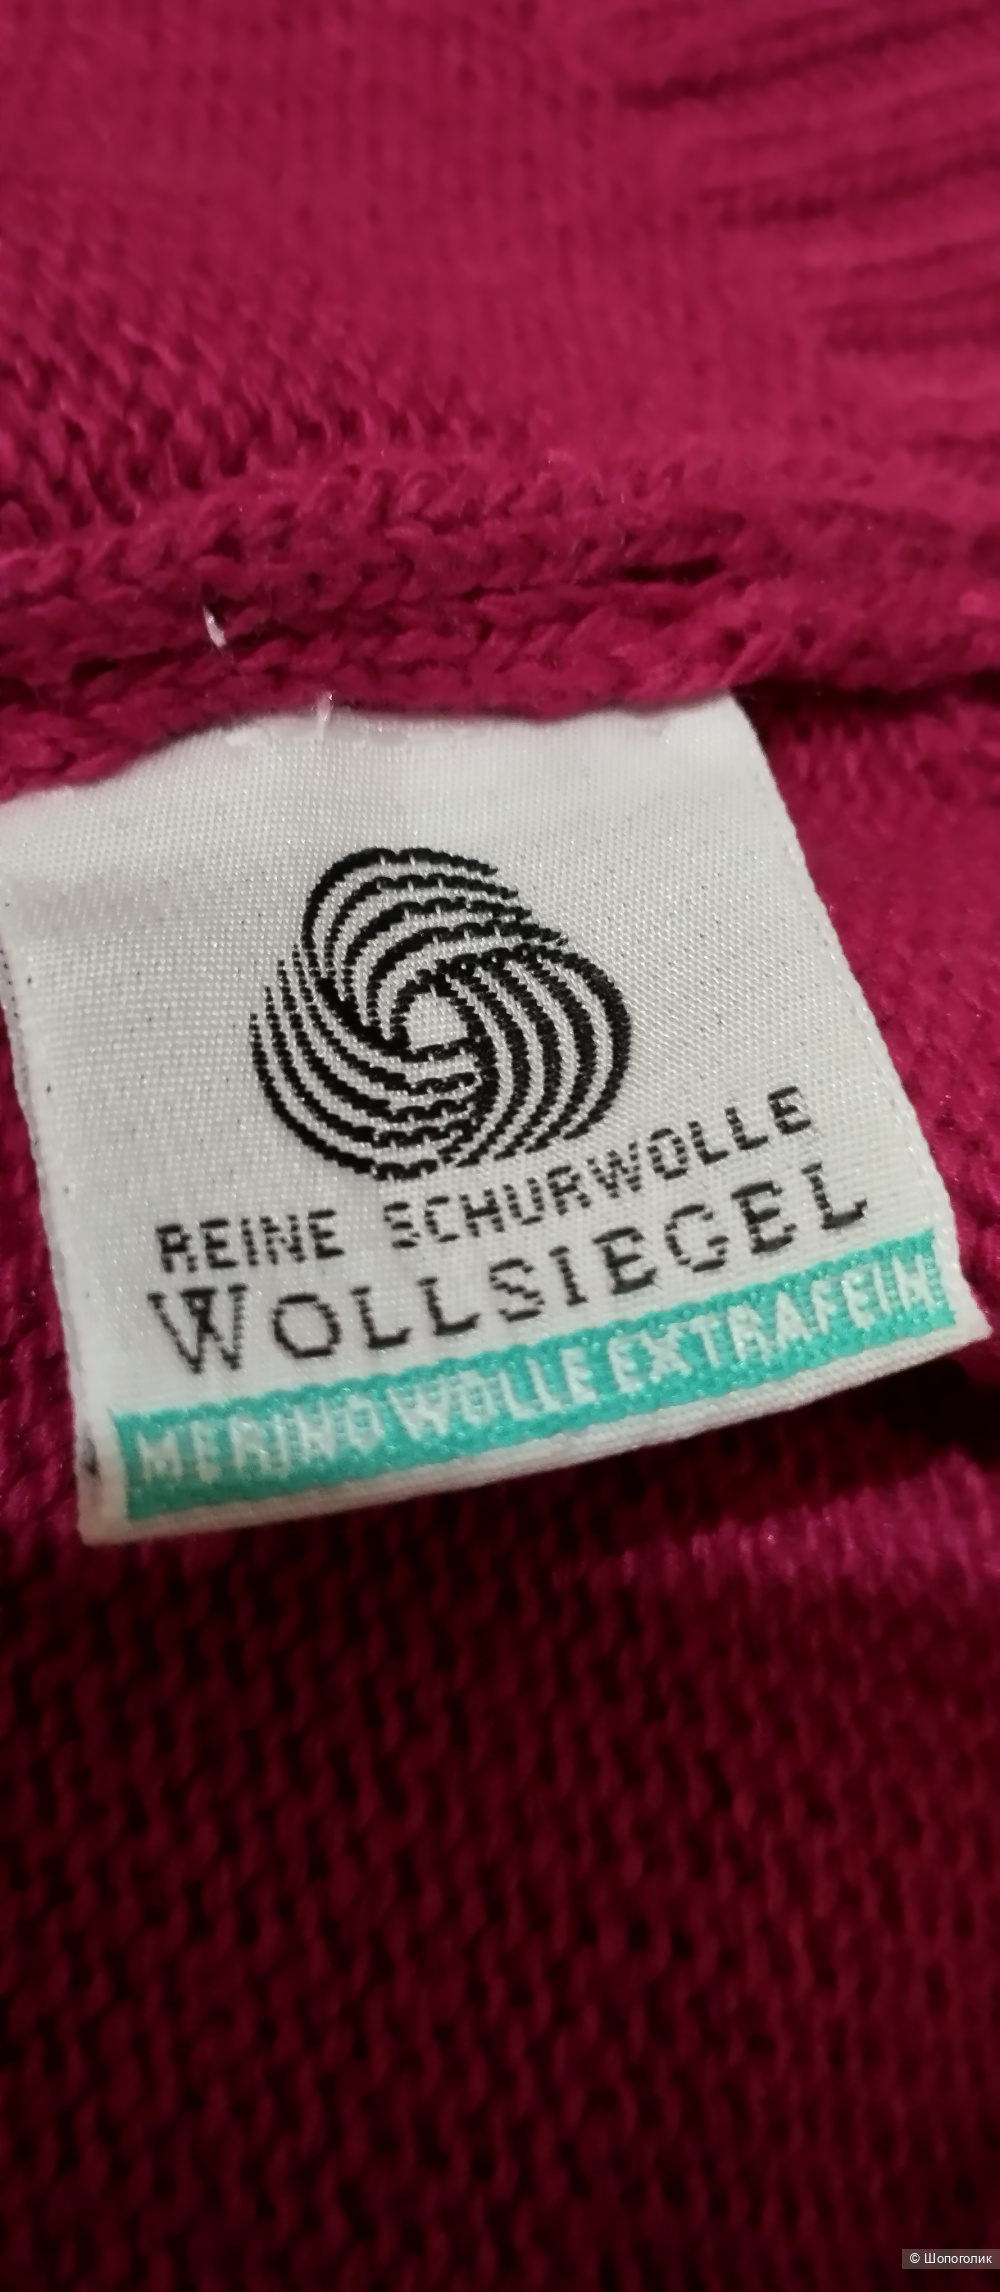 REINE SCHURWOLLE
WOLLSIEGEL
MERINO WOLLE EXTRAFEIN
© Шопоголик